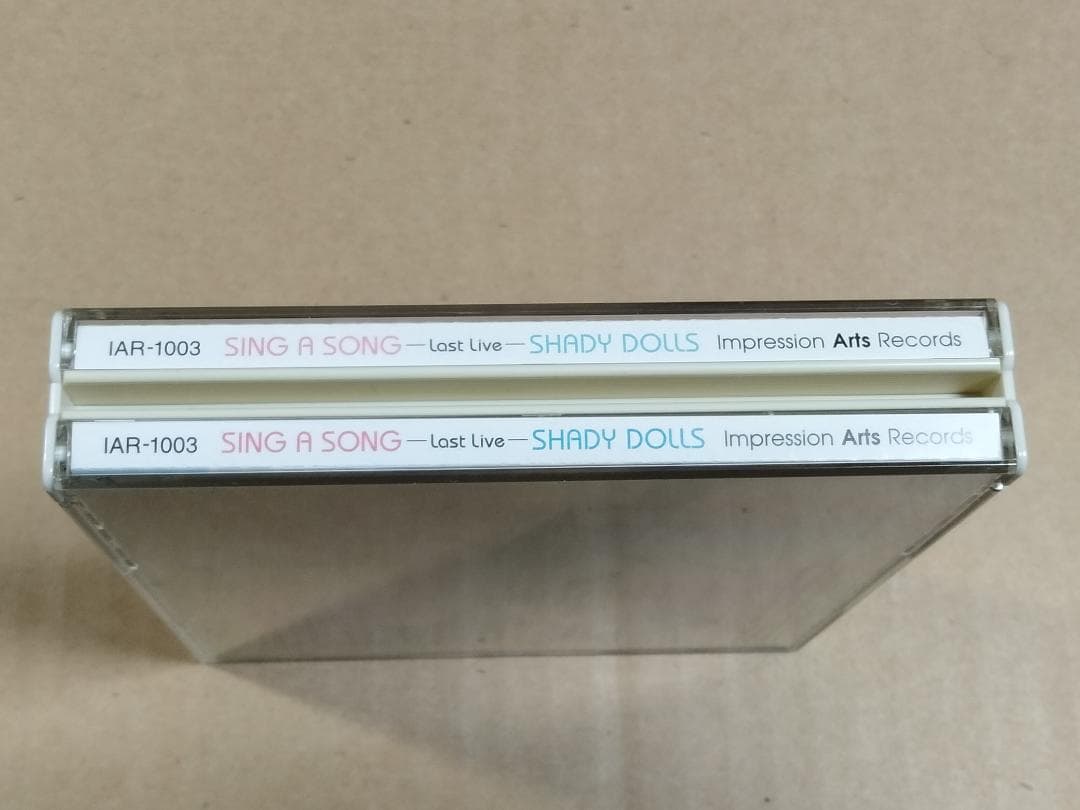 IAR-1003 SING A SONG —Last Live— SHADY DOLLS Impression Arts Records
IAR-1003 SING A SONG —Last Live— SHADY DOLLS Impression Arts Records